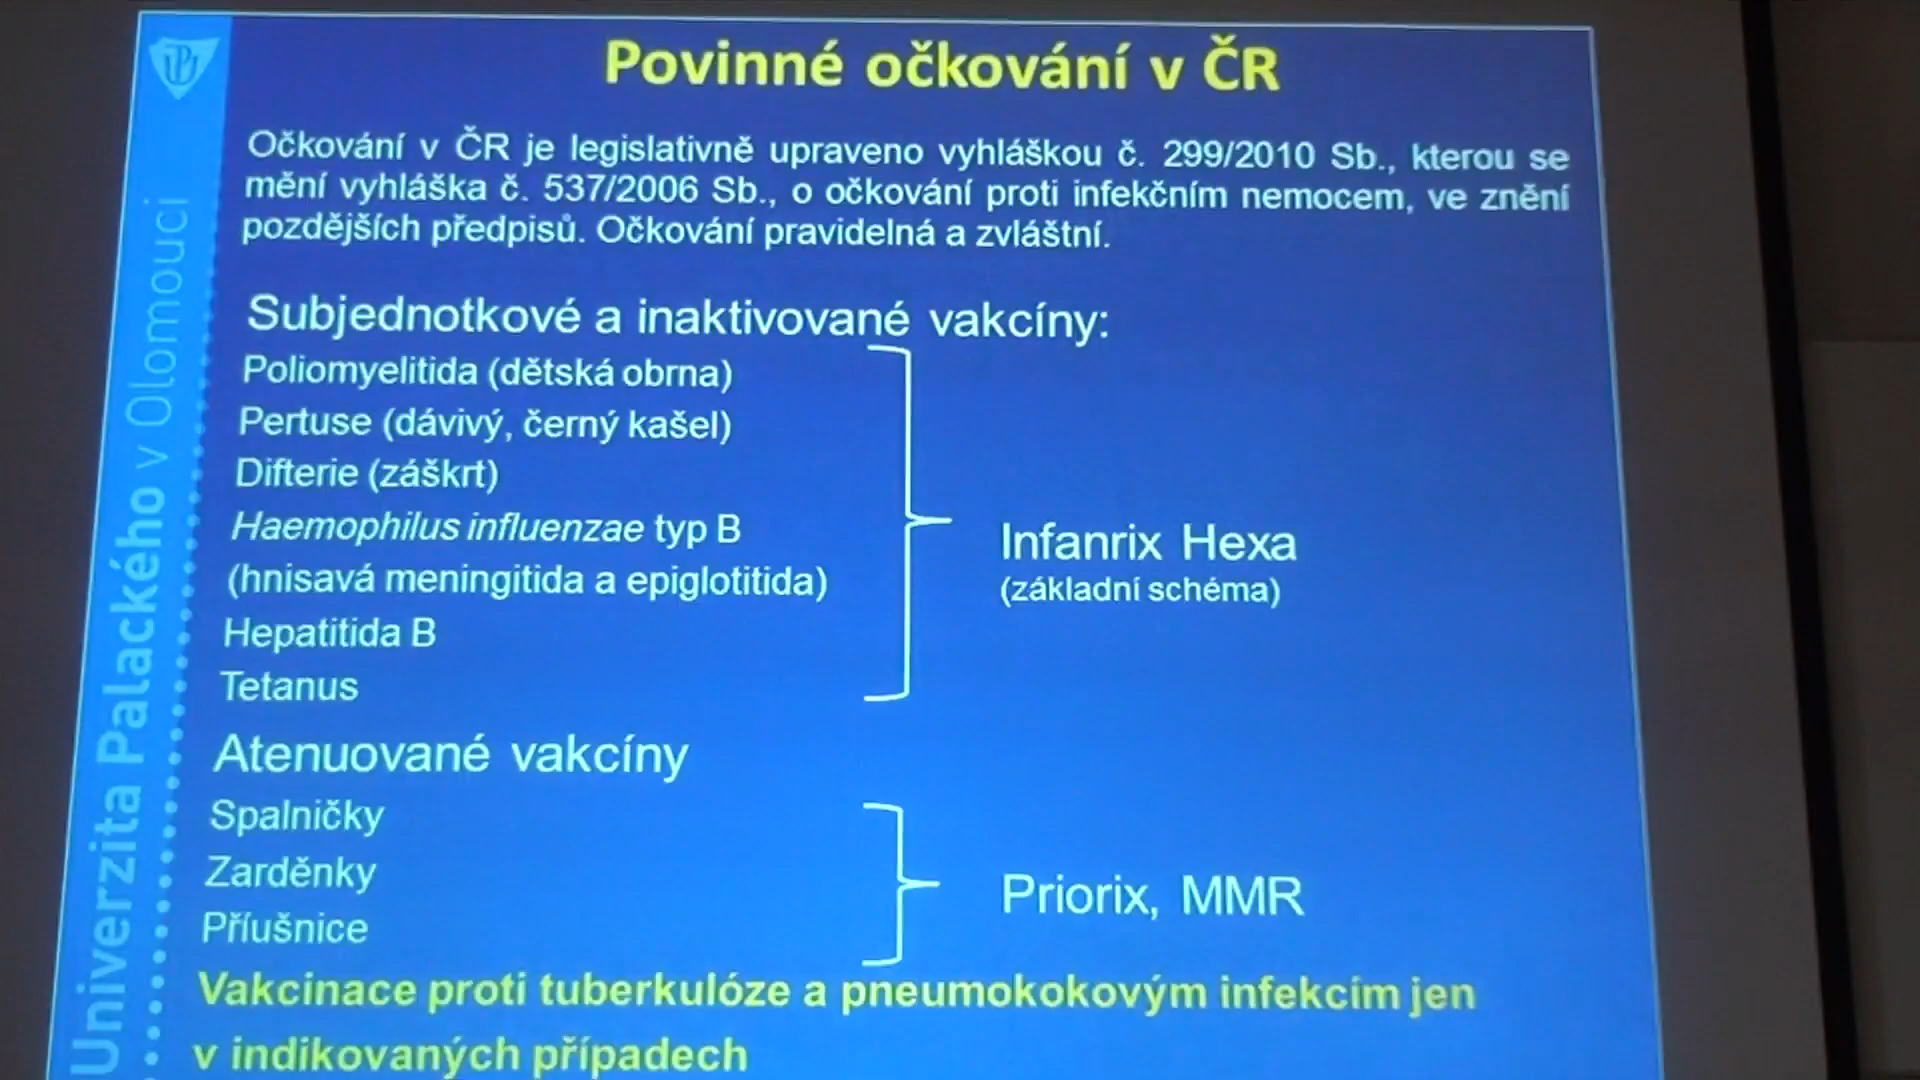 Povinné očkování v ČR
Očkování v ČR je legislativně upraveno vyhláškou č. 299/2010 Sb., kterou se
mění vyhláška č. 537/2006 Sb., o očkování proti infekčním nemocem, ve znění
pozdějších předpisů. Očkování pravidelná a zvláštní.
Subjednotkové a inaktivované vakcíny:
Poliomyelitida (dětská obrna)
Pertuse (dávivý, černý kašel)
Difterie (záškrt)
Haemophilus influenzae typ B
(hnisavá meningitida a epiglotitida)
Hepatitida B
Tetanus
Infanrix Hexa
(základní schéma)
Atenuované vakcíny
Spalničky
Zarděnky
Příušnice
Priorix, MMR
Vakcinace proti tuberkulóze a pneumokokovým infekcím jen
v indikovaných případech
Univerzita Palackého v Olomouci